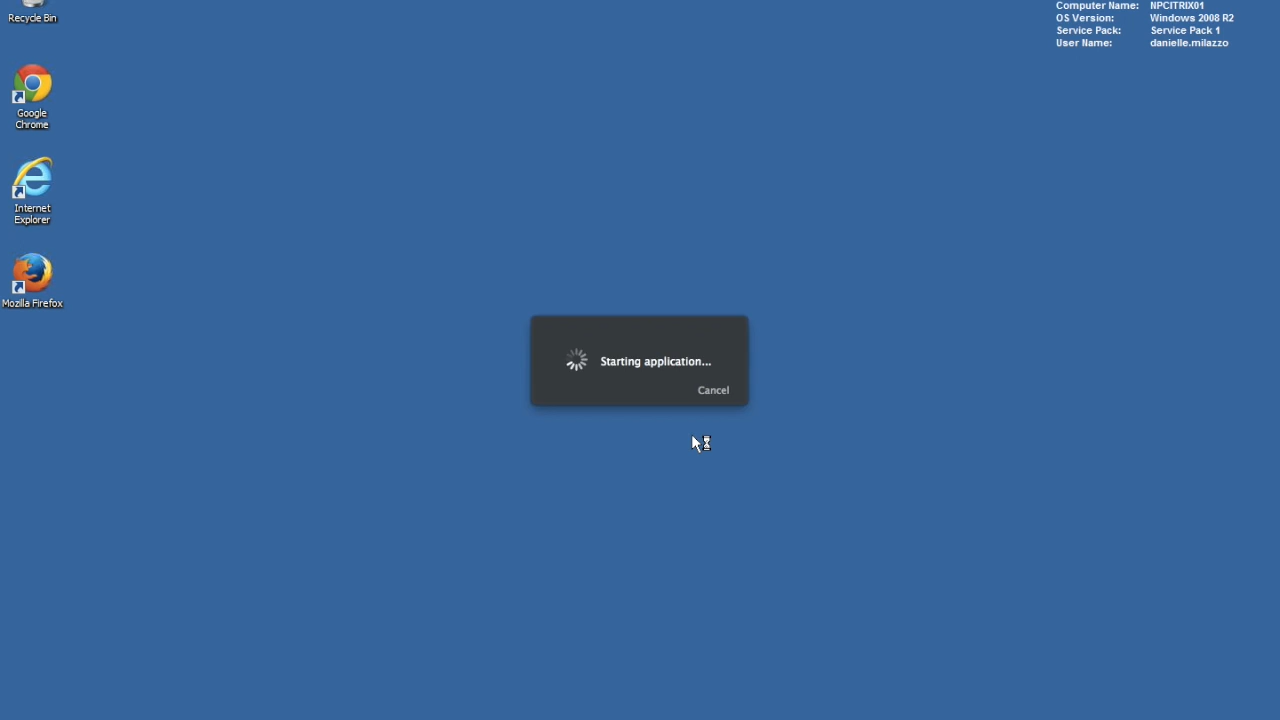 Recycle Bin
Google
Chrome
Internet
Explorer
Mozilla Firefox
Computer Name: NPCITRIX01
OS Version: Windows 2008 R2
Service Pack: Service Pack 1
User Name: danielle.milazzo
Starting application...
Cancel